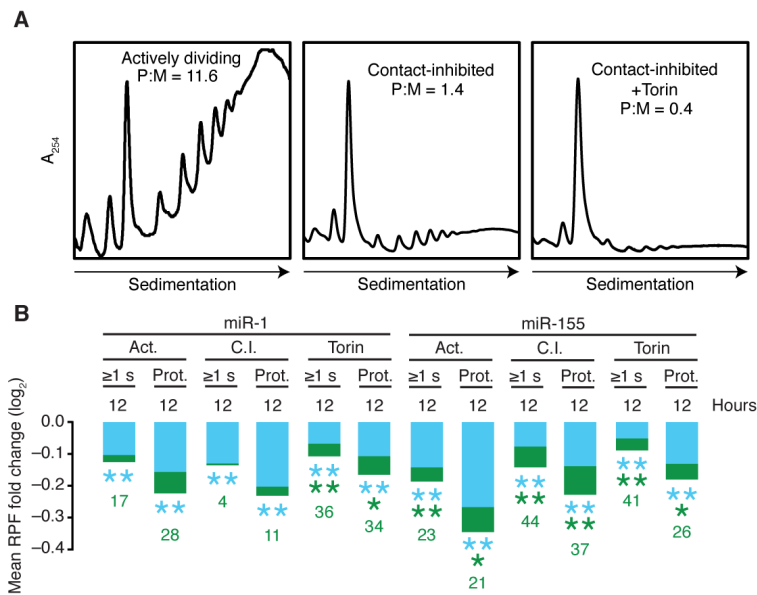 A
Actively dividing
P:M = 11.6
Contact-inhibited
P:M = 1.4
Contact-inhibited
+Torin
P:M = 0.4
A254
Sedimentation
Sedimentation
Sedimentation
B
miR-1 miR-155
Act. C.I. Torin Act. C.I. Torin
≥1 s Prot. ≥1 s Prot. ≥1 s Prot. ≥1 s Prot. ≥1 s Prot. ≥1 s Prot.
12 12 12 12 12 12 12 12 12 12 12 12 Hours
Mean RPF fold change (log2)
0.0
−0.1
−0.2
−0.3
−0.4
** ** ** ** ** ** ** ** ** ** ** **
** * ** * ** ** ** *
17 28 4 11 36 34 23 21 44 37 41 26